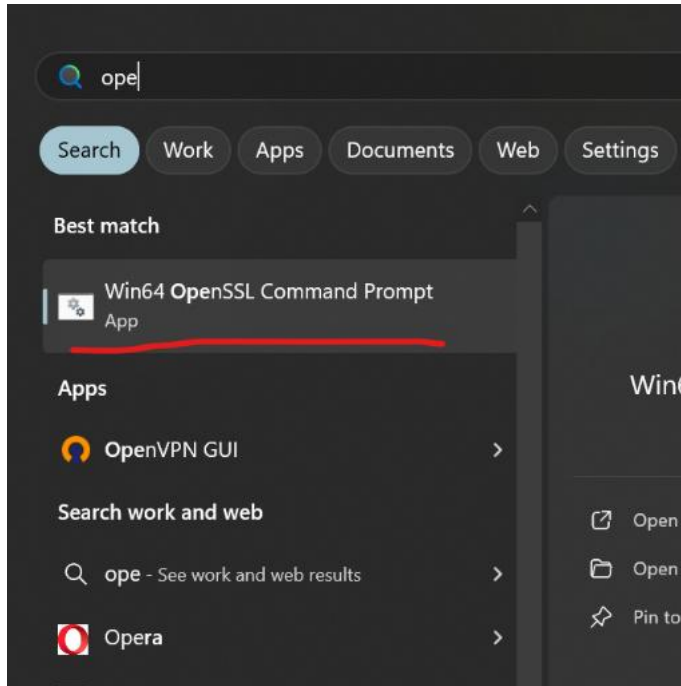 ope
Search Work Apps Documents Web Settings
Best match
Win64 OpenSSL Command Prompt
App
Apps
OpenVPN GUI
Search work and web
ope - See work and web results
Opera
Win6
Open
Open
Pin to